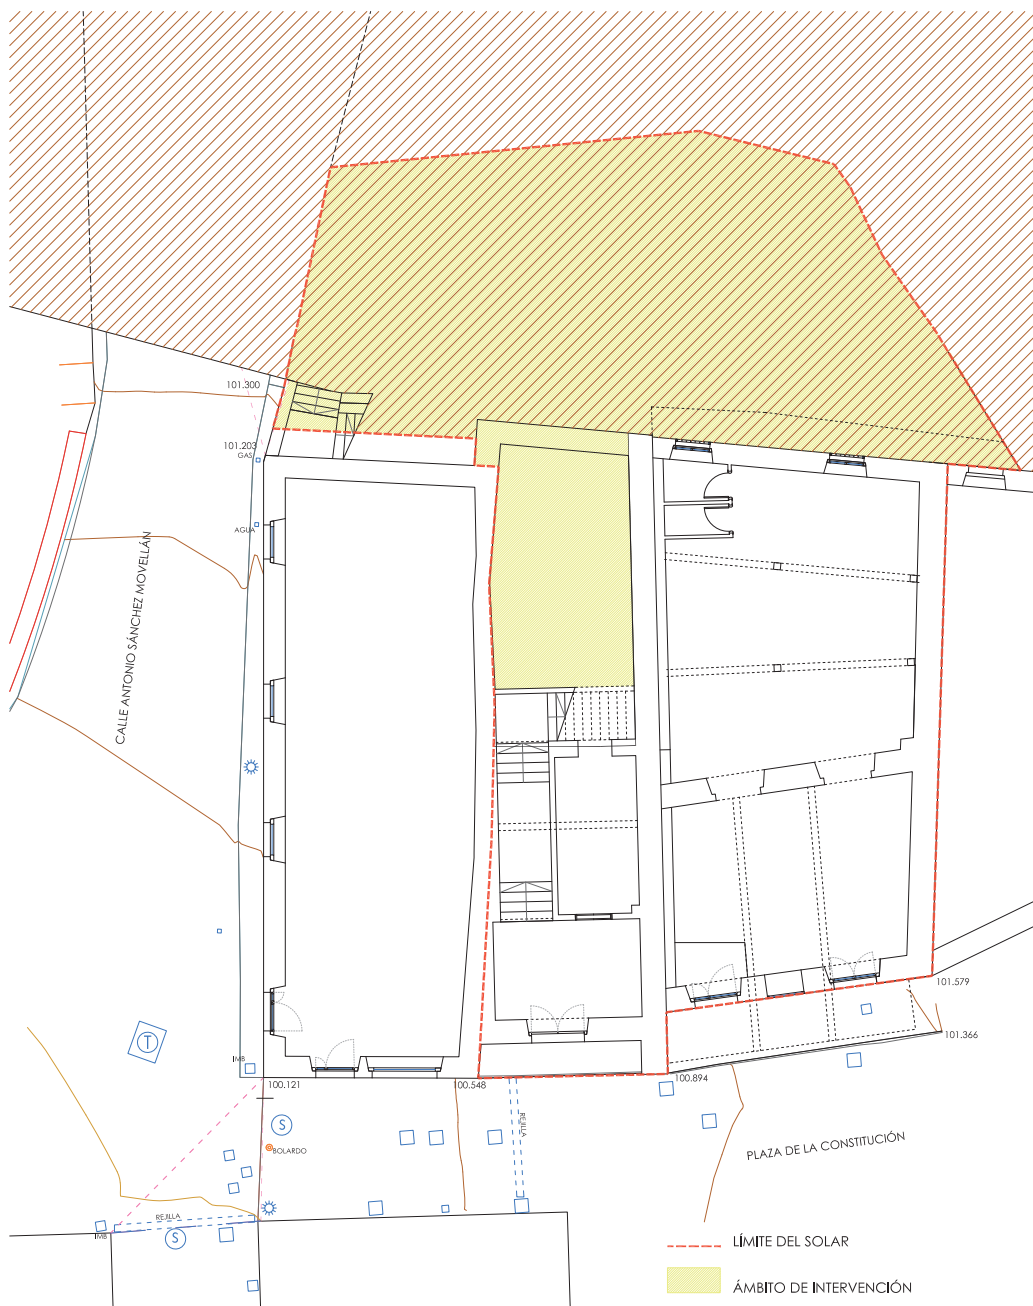 101.300
101.203
GAS
AGUA
CALLE ANTONIO SÁNCHEZ MOVELLÁN
T
IMB
100.121
100.548
100.894
101.579
101.366
S
BOLARDO
REJILLA
PLAZA DE LA CONSTITUCIÓN
REJILLA
IMB
S
LÍMITE DEL SOLAR
ÁMBITO DE INTERVENCIÓN